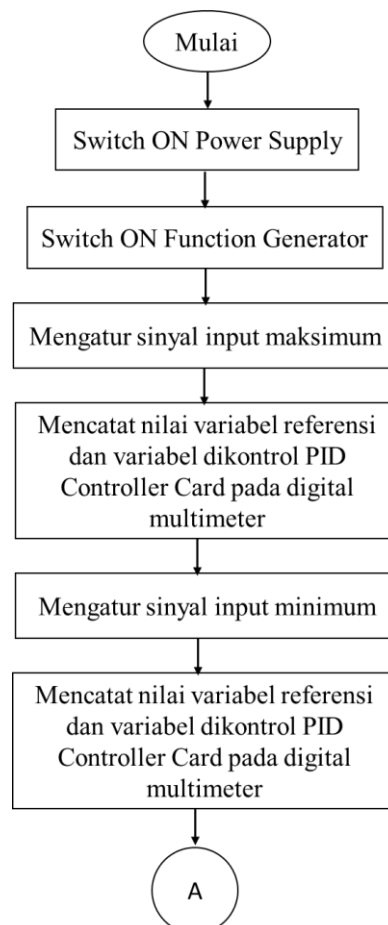 Mulai
Switch ON Power Supply
Switch ON Function Generator
Mengatur sinyal input maksimum
Mencatat nilai variabel referensi
dan variabel dikontrol PID
Controller Card pada digital
multimeter
Mengatur sinyal input minimum
Mencatat nilai variabel referensi
dan variabel dikontrol PID
Controller Card pada digital
multimeter
A